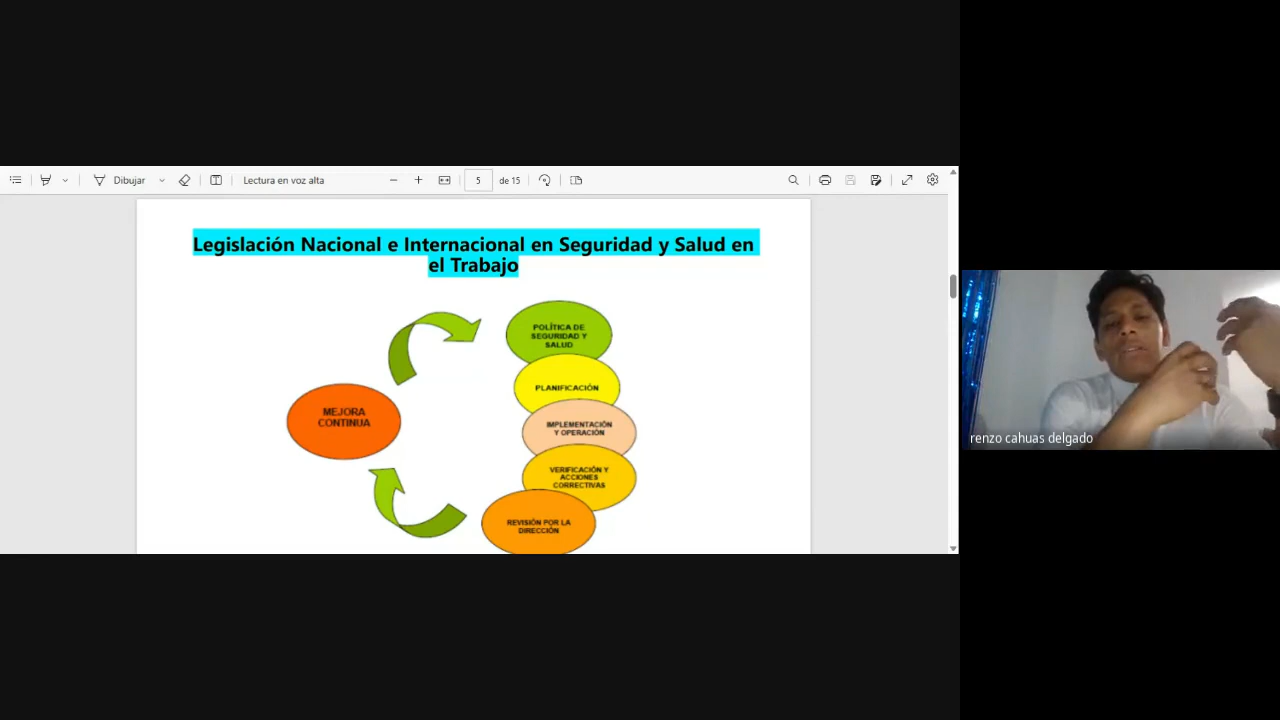 Dibujar
Lectura en voz alta
5
de 15
Legislación Nacional e Internacional en Seguridad y Salud en
el Trabajo
POLÍTICA DE
SEGURIDAD Y
SALUD
PLANIFICACIÓN
MEJORA
CONTINUA
IMPLEMENTACIÓN
Y OPERACIÓN
VERIFICACIÓN Y
ACCIONES
CORRECTIVAS
REVISIÓN POR LA
DIRECCIÓN
renzo cahuas delgado